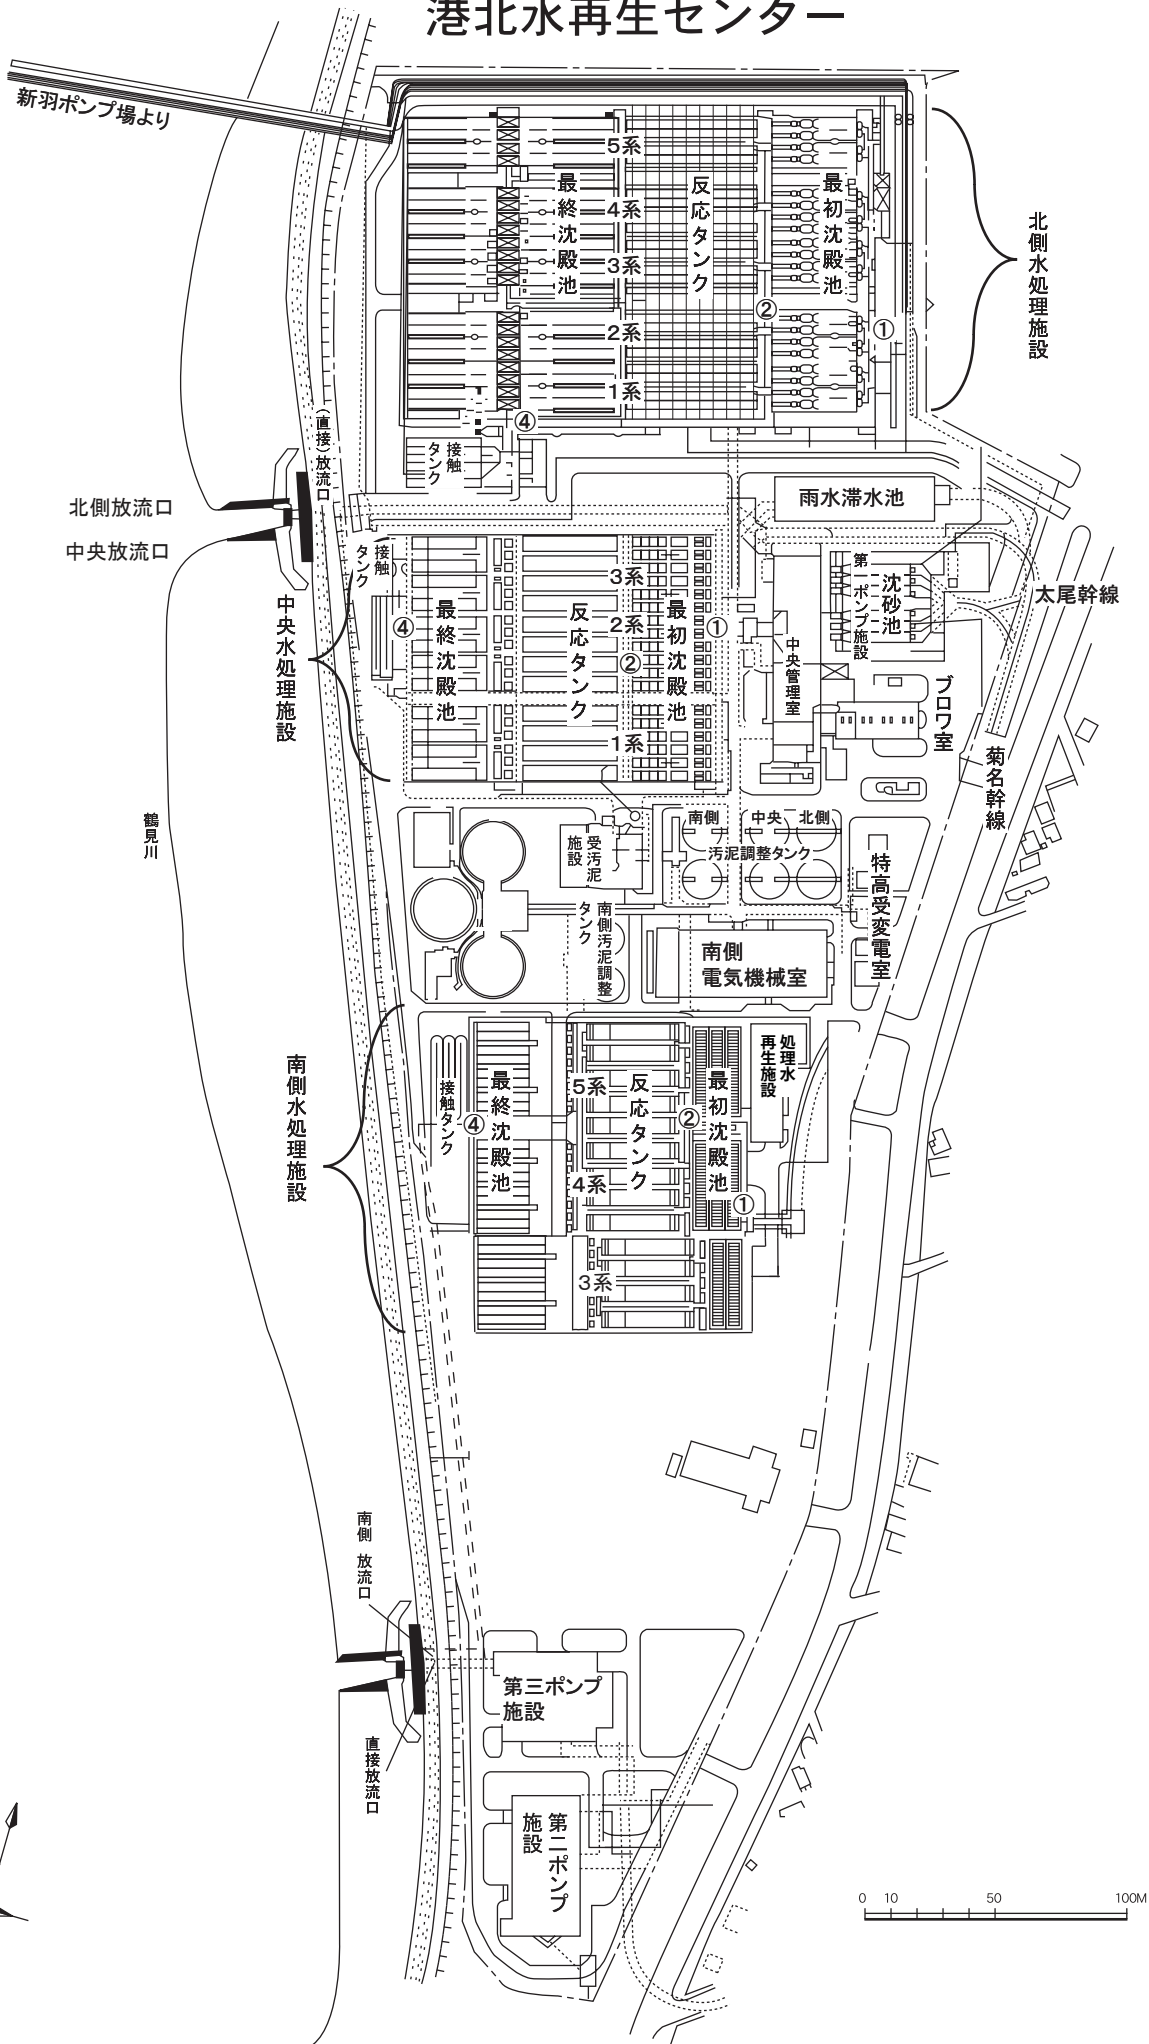 港北水再生センター
新羽ポンプ場より
5系
4系
3系
2系
1系
最終沈殿池
反応タンク
最初沈殿池
②
①
④
北側水処理施設
(直接)放流口
接触
タンク
北側放流口
中央放流口
雨水滞水池
接触
タンク
中央水処理施設
④
最終沈殿池
反応タンク
3系
2系
1系
②
最初沈殿池
①
中央管理室
第一ポンプ施設
沈砂池
太尾幹線
ブロワ室
菊名幹線
鶴見川
受汚泥
施設
南側
中央
北側
汚泥調整タンク
特高受変電室
南側汚泥調整
タンク
南側
電気機械室
南側水処理施設
接触タンク
④
最終沈殿池
5系
4系
3系
反応タンク
②
最初沈殿池
①
処理水
再生施設
南側 放流口
直接放流口
第三ポンプ
施設
第二ポンプ
施設
0 10 50 100M